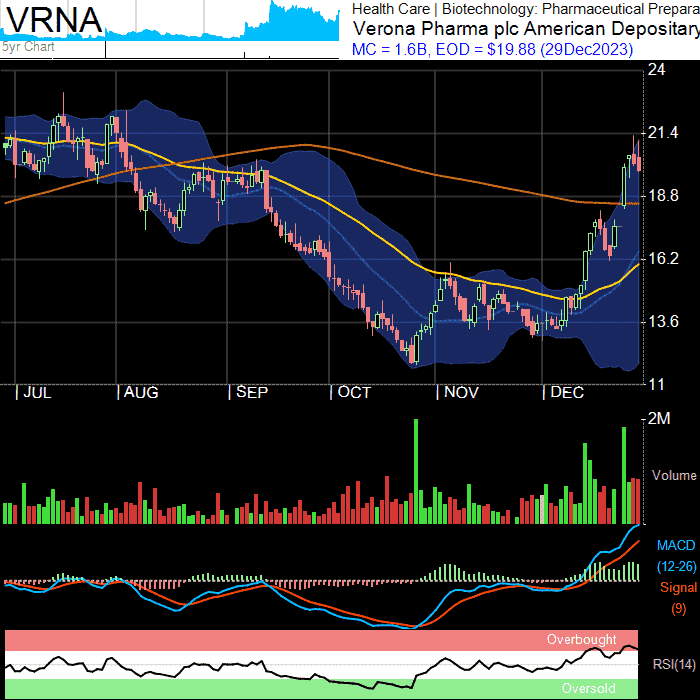 VRNA
5yr Chart
Health Care | Biotechnology: Pharmaceutical Prepara
Verona Pharma plc American Depositary
MC = 1.6B, EOD = $19.88 (29Dec2023)
24
21.4
18.8
16.2
13.6
11
| JUL | AUG | SEP | OCT | NOV | DEC
2M
Volume
MACD
(12-26)
Signal
(9)
Overbought
RSI(14)
Oversold